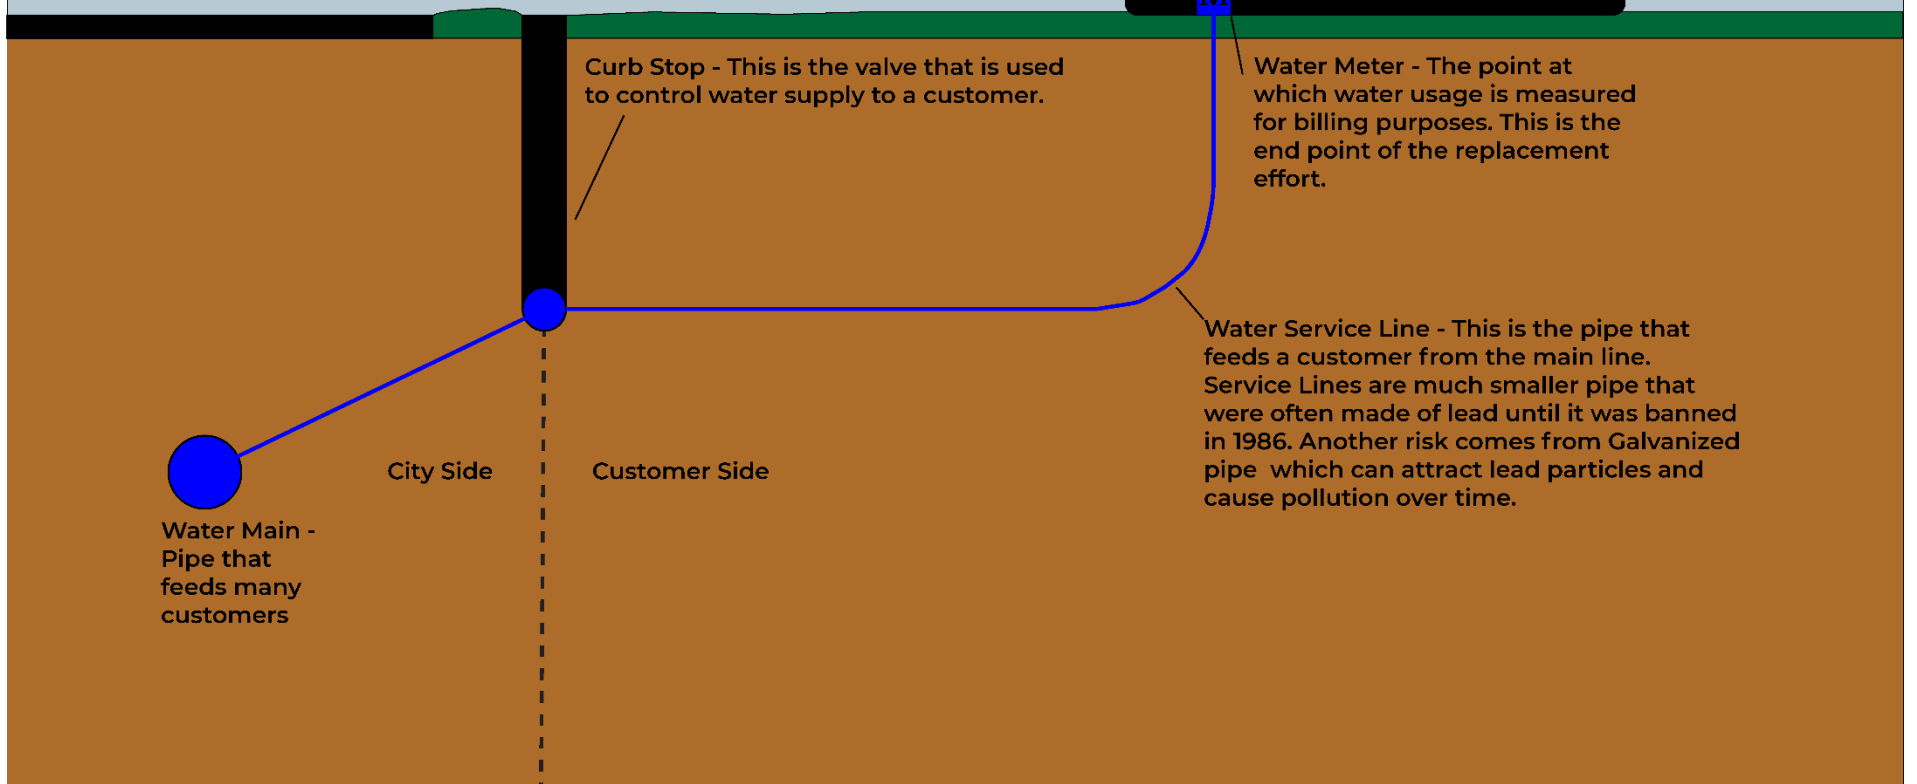 M
Curb Stop - This is the valve that is used
to control water supply to a customer.
Water Meter - The point at
which water usage is measured
for billing purposes. This is the
end point of the replacement
effort.
Water Service Line - This is the pipe that
feeds a customer from the main line.
Service Lines are much smaller pipe that
were often made of lead until it was banned
in 1986. Another risk comes from Galvanized
pipe  which can attract lead particles and
cause pollution over time.
City Side
Customer Side
Water Main -
Pipe that
feeds many
customers